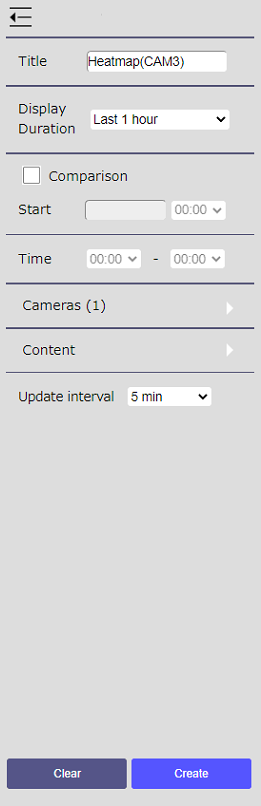 Title Heatmap(CAM3)
Display
Duration Last 1 hour
Comparison
Start 00:00
Time 00:00 - 00:00
Cameras (1)
Content
Update interval 5 min
Clear Create